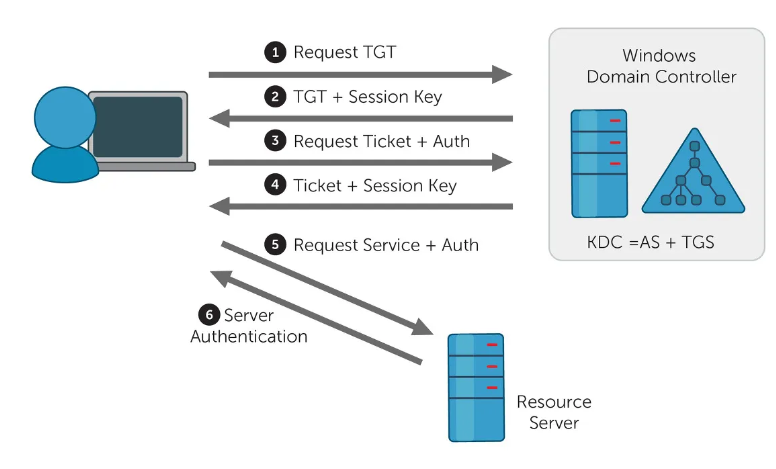 1 Request TGT
2 TGT + Session Key
3 Request Ticket + Auth
4 Ticket + Session Key
5 Request Service + Auth
6 Server
Authentication
Windows
Domain Controller
KDC =AS + TGS
Resource
Server